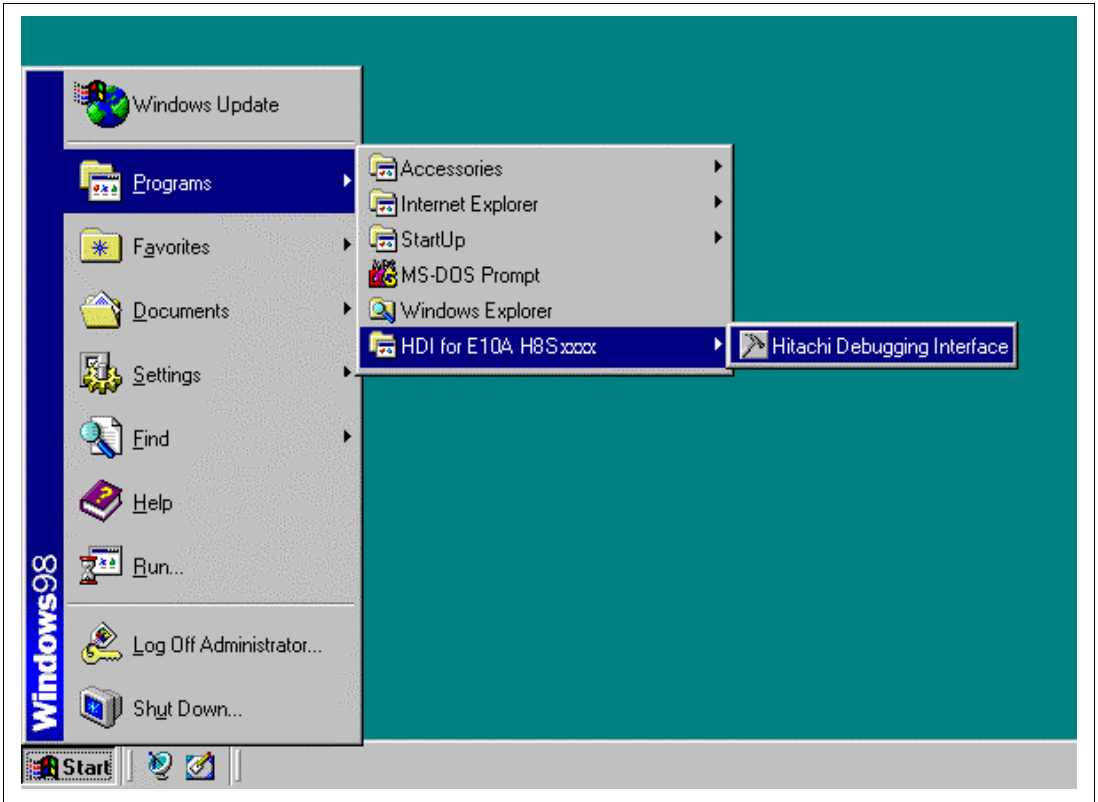 Windows Update
Programs
Favorites
Documents
Settings
Find
Help
Run...
Log Off Administrator...
Shut Down...
Windows98
Accessories
Internet Explorer
StartUp
MS-DOS Prompt
Windows Explorer
HDI for E10A H8Sxxxx
Hitachi Debugging Interface
Start